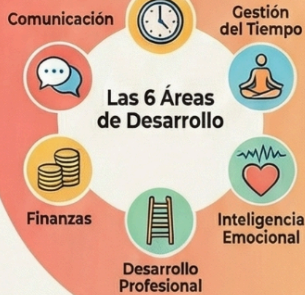 Comunicación
Gestión
del Tiempo
Las 6 Áreas
de Desarrollo
Finanzas
Inteligencia
Emocional
Desarrollo
Profesional